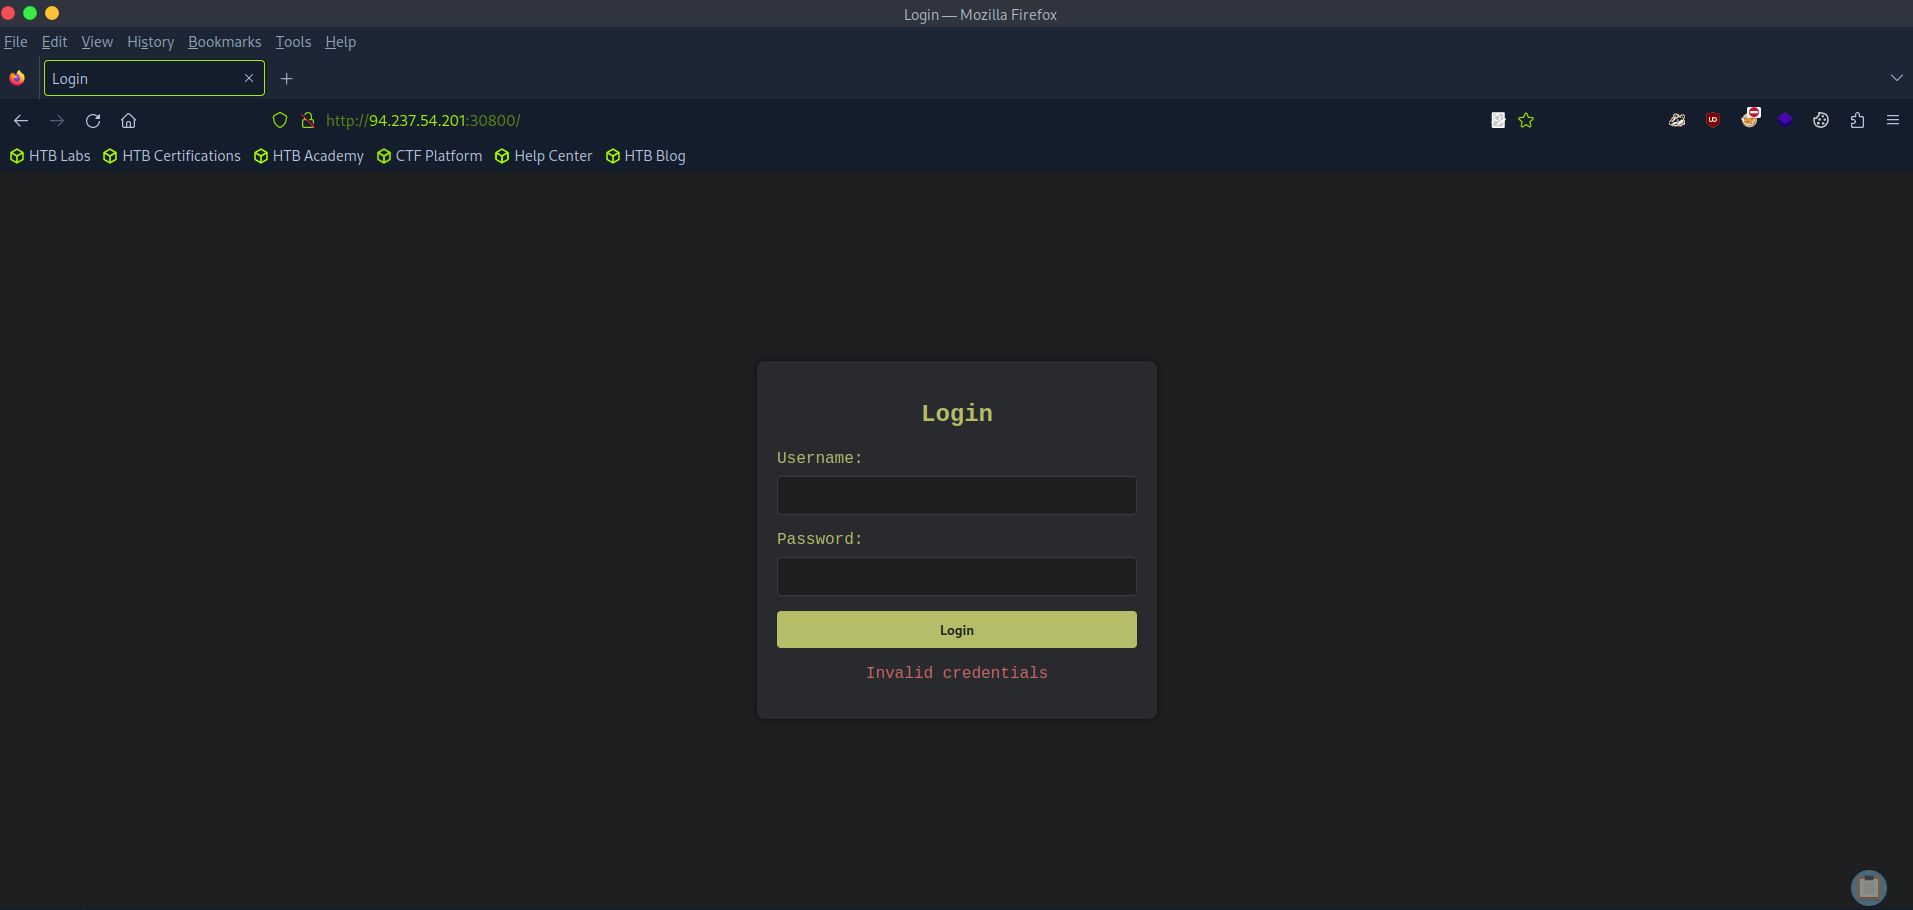 Login — Mozilla Firefox
File Edit View History Bookmarks Tools Help
Login
http://94.237.54.201:30800/
HTB Labs HTB Certifications HTB Academy CTF Platform Help Center HTB Blog
Login
Username:
Password:
Login
Invalid credentials